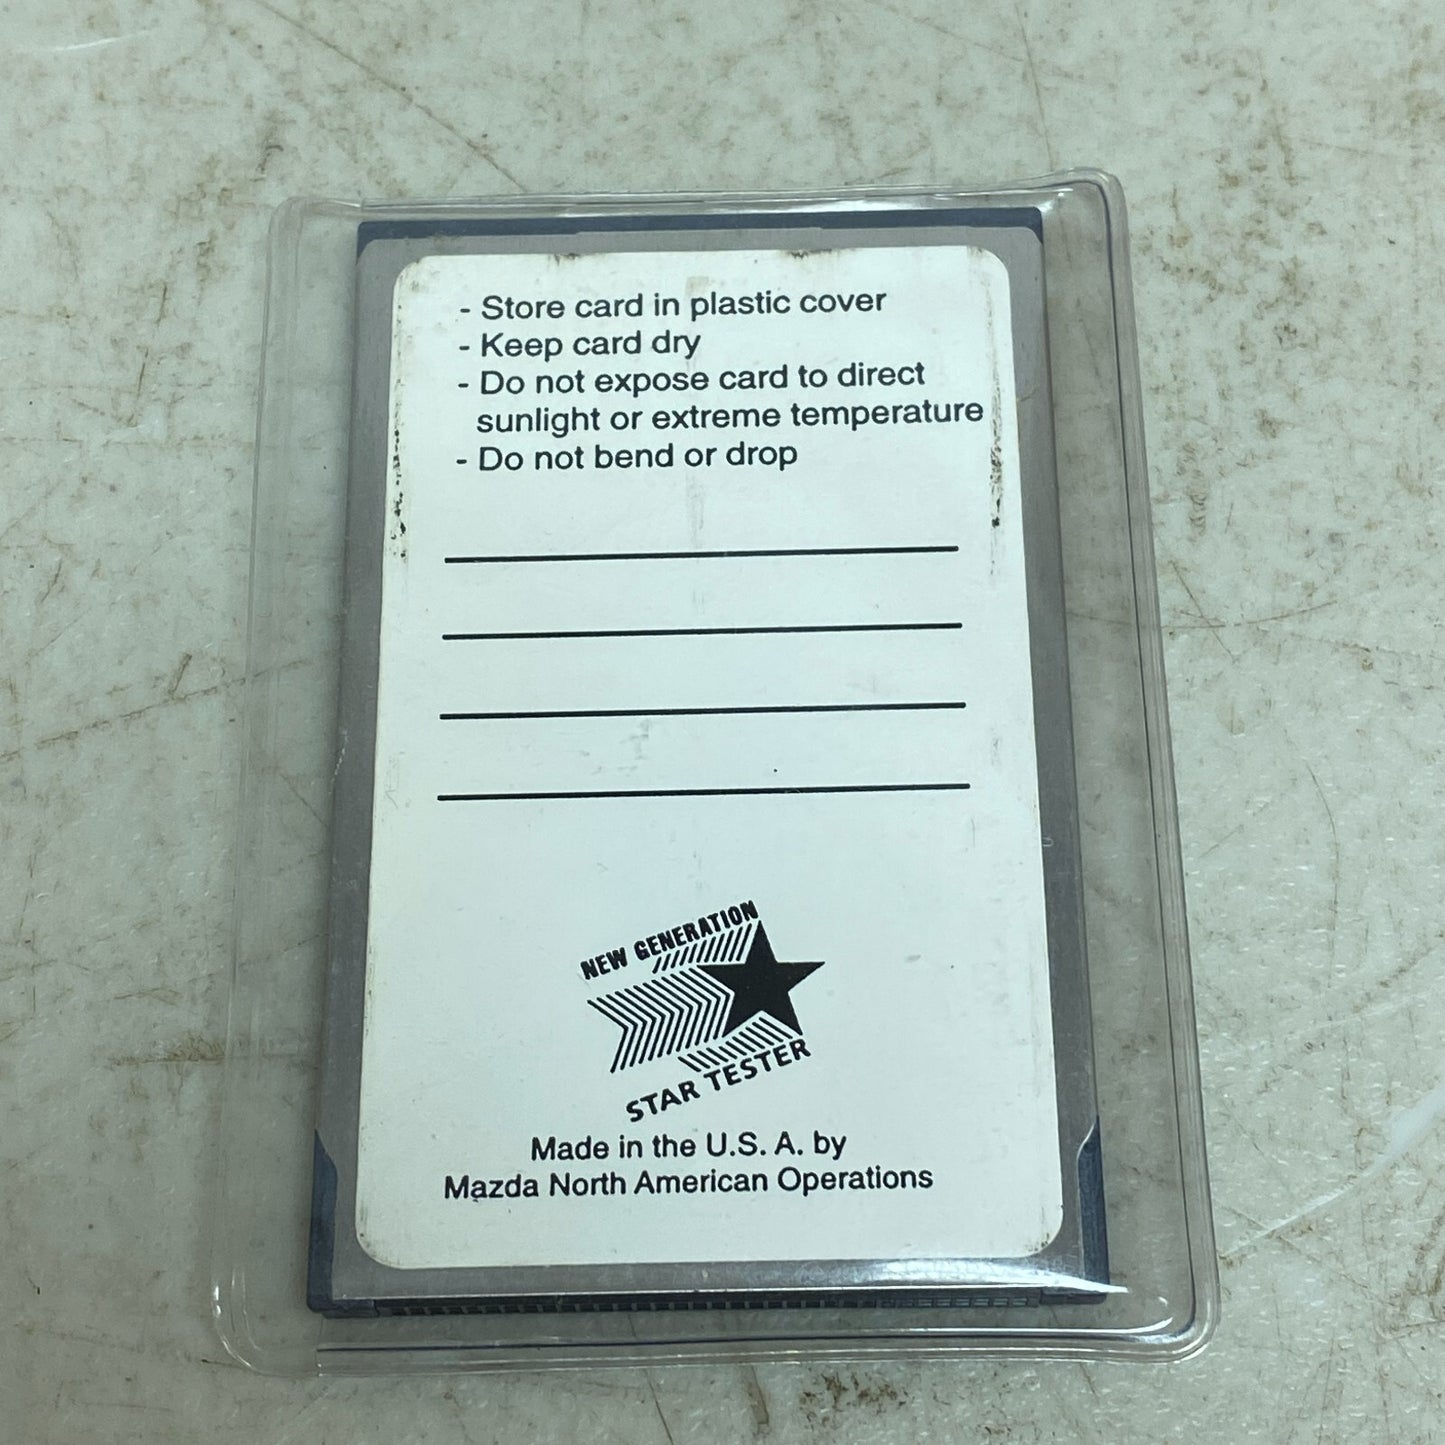 - Store card in plastic cover
- Keep card dry
- Do not expose card to direct
sunlight or extreme temperature
- Do not bend or drop
NEW GENERATION
STAR TESTER
Made in the U.S. A. by
Mazda North American Operations